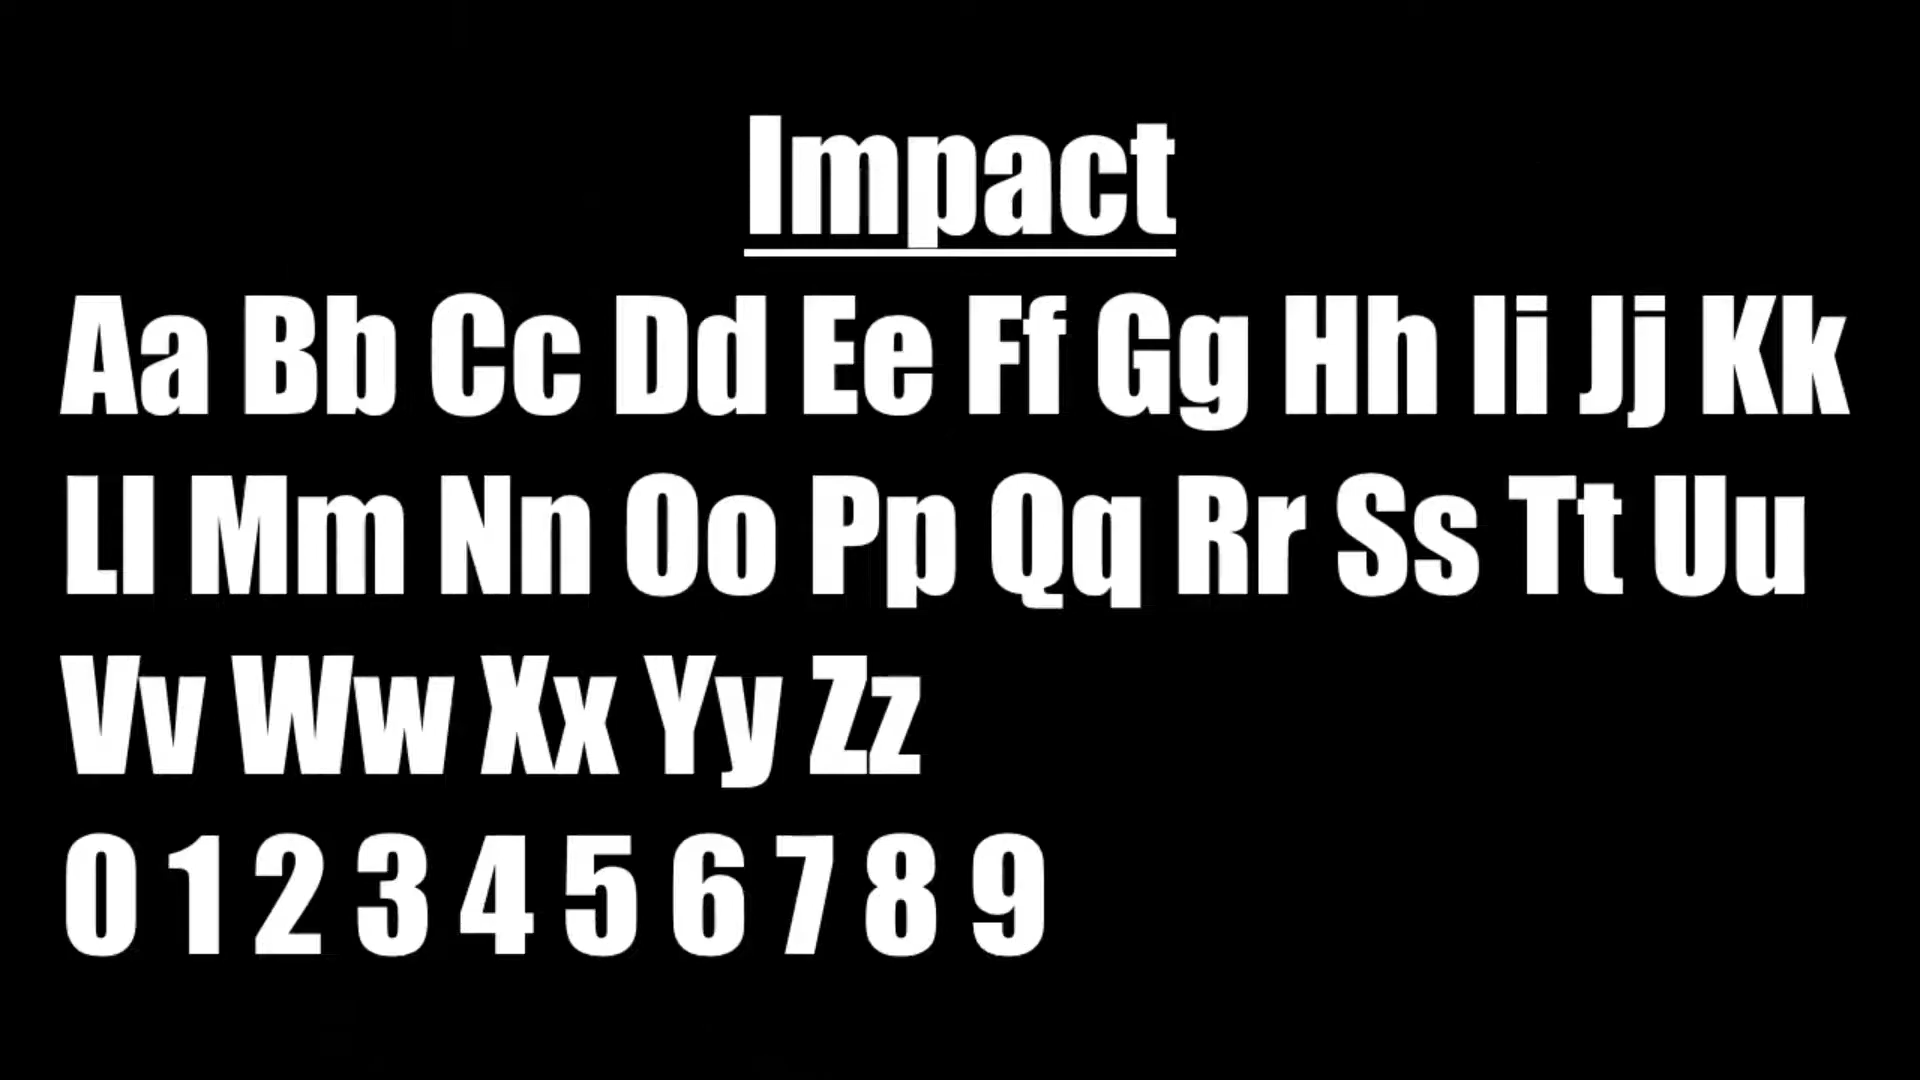 Impact
Aa Bb Cc Dd Ee Ff Gg Hh Ii Jj Kk
Ll Mm Nn Oo Pp Qq Rr Ss Tt Uu
Vv Ww Xx Yy Zz
0 1 2 3 4 5 6 7 8 9